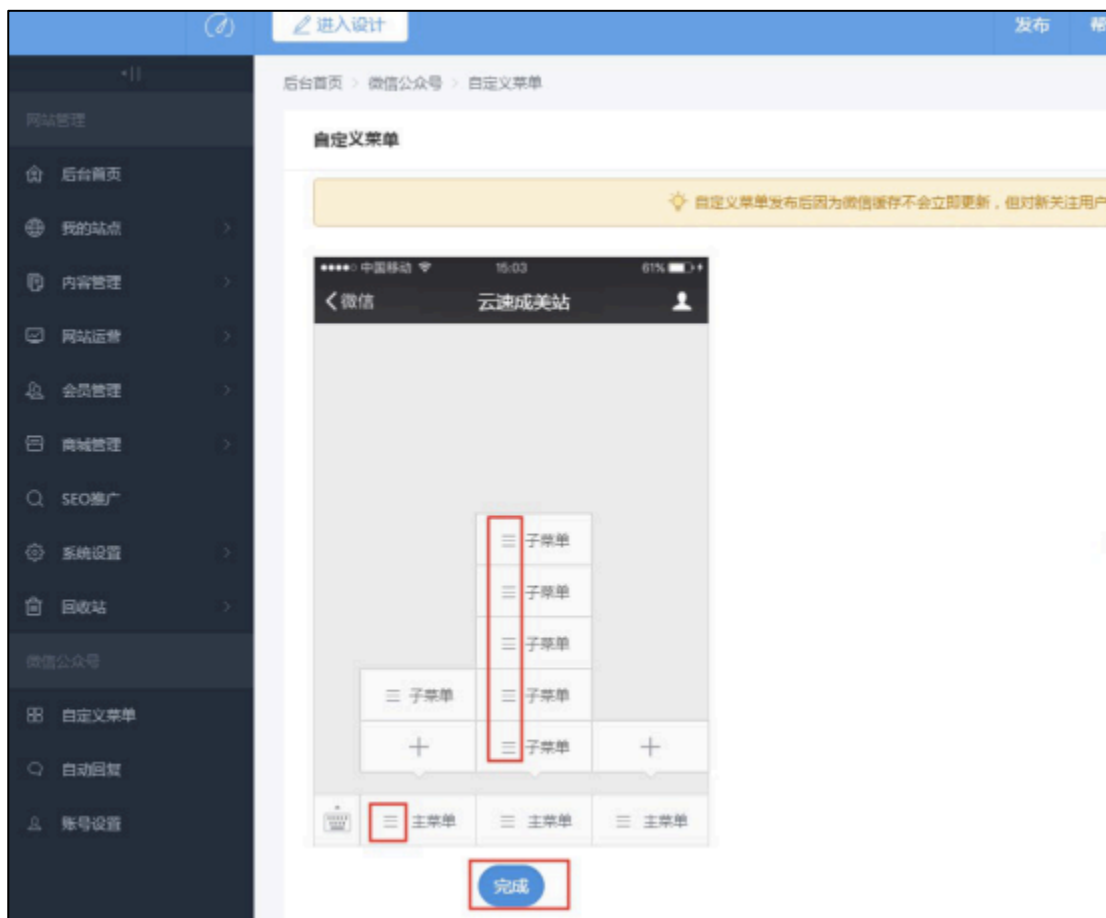 进入设计
发布 帮
后台首页 > 微信公众号 > 自定义菜单
网站管理
自定义菜单
后台首页
自定义菜单发布后因为微信缓存不会立即更新，但对新关注用户
我的站点
内容管理
网站运营
会员管理
商城管理
SEO推广
系统设置
回收站
微信公众号
自定义菜单
自动回复
账号设置
中国移动 15:03 61%
微信 云速成美站
子菜单
子菜单
子菜单
子菜单 子菜单
子菜单
主菜单 主菜单 主菜单
完成